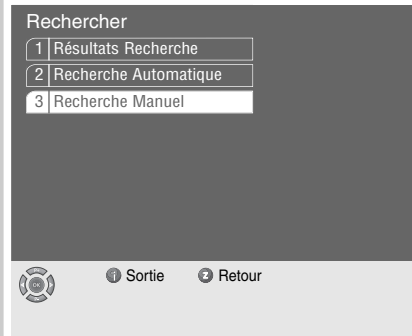 Rechercher
1 Résultats Recherche
2 Recherche Automatique
3 Recherche Manuel
OK
i Sortie
z Retour